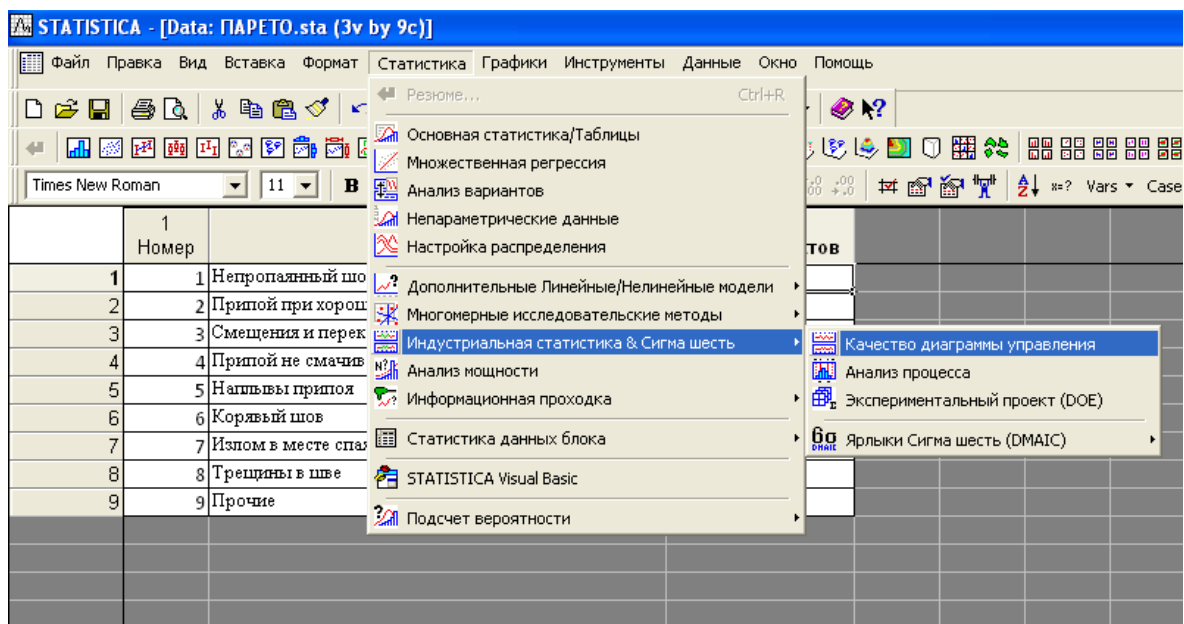 STATISTICA - [Data: ПАРЕТО.sta (3v by 9c)]
Файл Правка Вид Вставка Формат Статистика Графики Инструменты Данные Окно Помощь
Резюме... Ctrl+R
Основная статистика/Таблицы
Множественная регрессия
Times New Roman 11 B Vars Case
Анализ вариантов
Непараметрические данные
Настройка распределения
1
Номер тов
1 1 Непропаянный шо
Дополнительные Линейные/Нелинейные модели
2 2 Припой при хорош
Многомерные исследовательские методы
3 3 Смещения и перек
Индустриальная статистика & Сигма шесть
Качество диаграммы управления
4 4 Припой не смачив
Анализ мощности
Анализ процесса
5 5 Наплывы припоя
Информационная проходка
Экспериментальный проект (DOE)
6 6 Корявый шов
Статистика данных блока
6σ DMAIC Ярлыки Сигма шесть (DMAIC)
7 7 Излом в месте спа
8 8 Трещины в шве
STATISTICA Visual Basic
9 9 Прочие
Подсчет вероятности